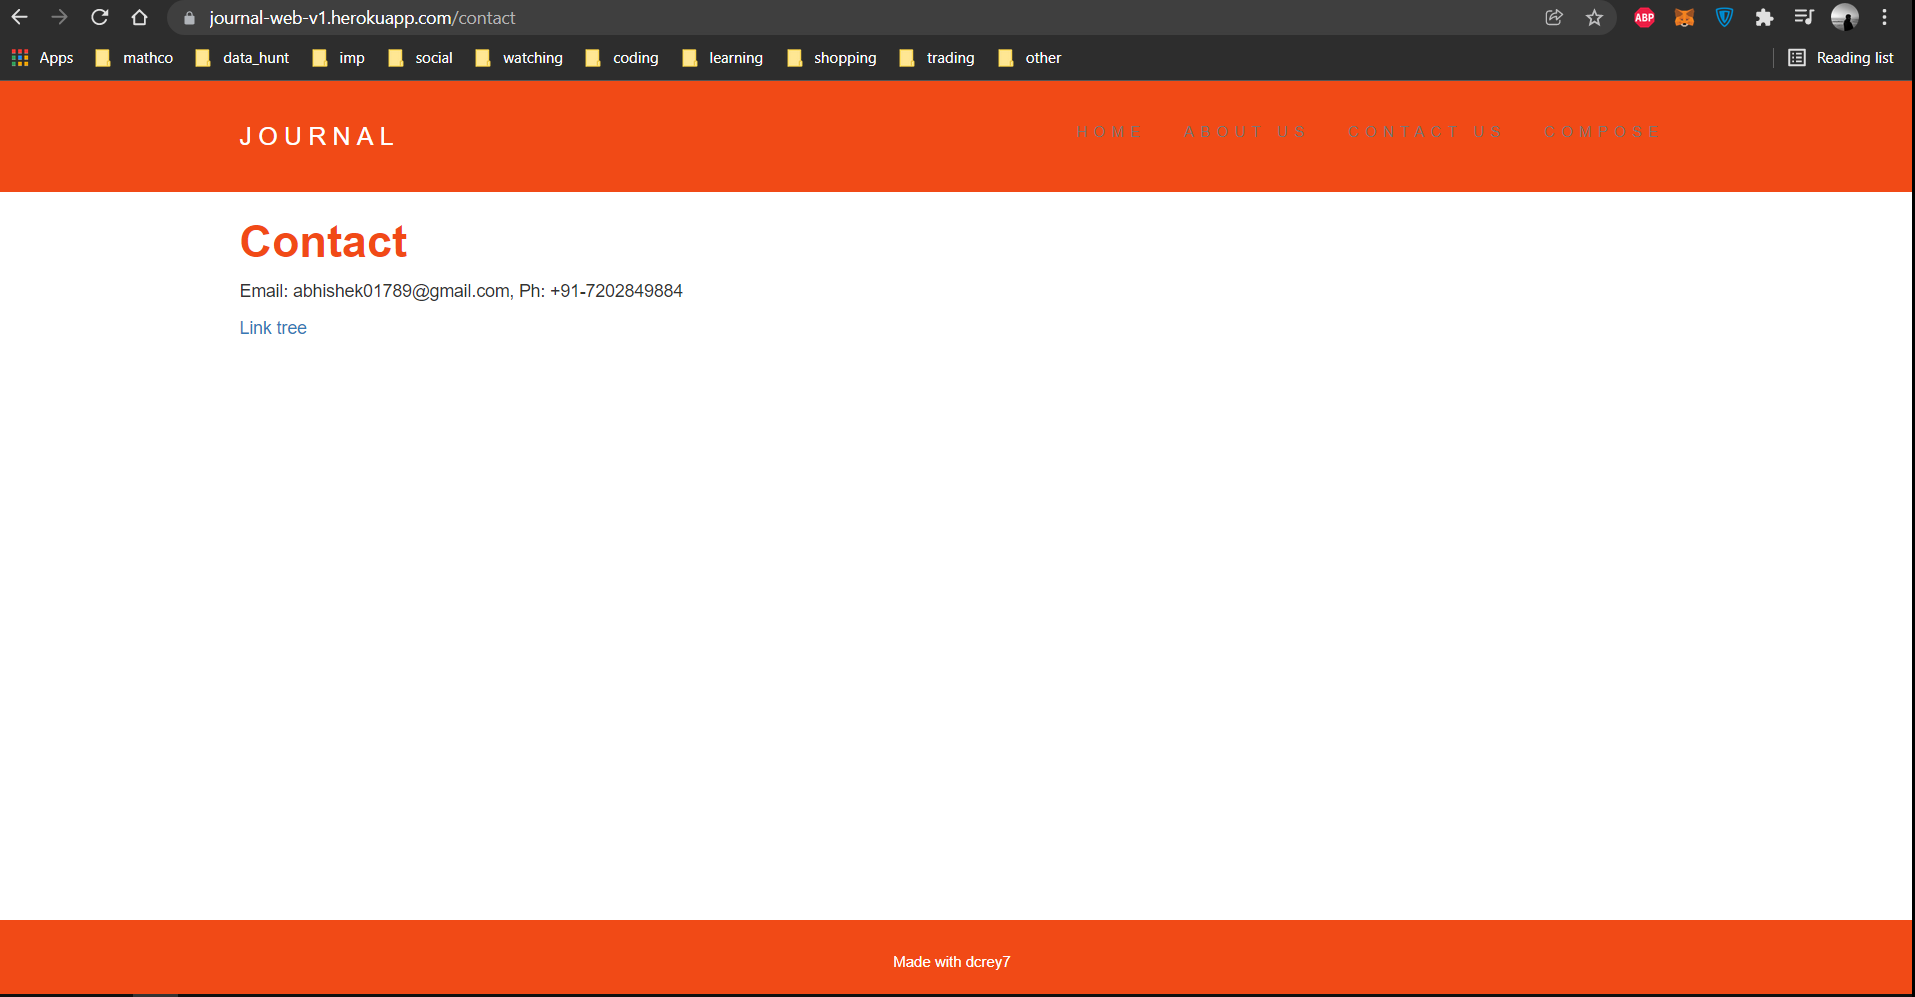 journal-web-v1.herokuapp.com/contact
ABP
Apps mathco data_hunt imp social watching coding learning shopping trading other Reading list
JOURNAL HOME ABOUT US CONTACT US COMPOSE
Contact
Email: abhishek01789@gmail.com, Ph: +91-7202849884
Link tree
Made with dcrey7